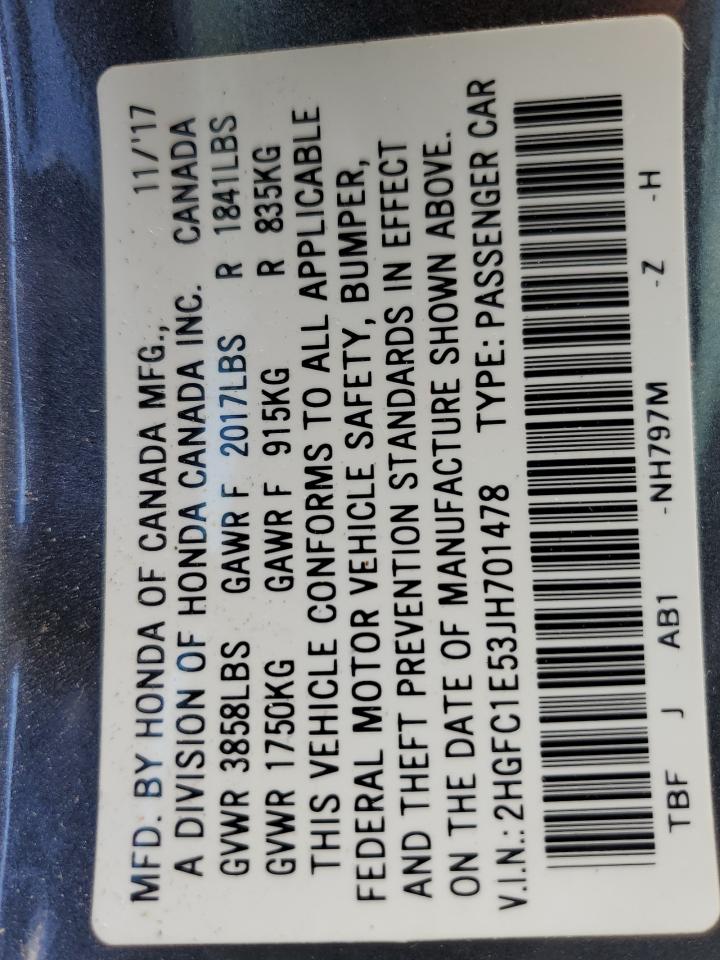 MFD. BY HONDA OF CANADA MFG., 11/'17
A DIVISION OF HONDA CANADA INC. CANADA
GVWR 3858LBS GAWR F 2017LBS R 1841LBS
GVWR 1750KG GAWR F 915KG R 835KG
THIS VEHICLE CONFORMS TO ALL APPLICABLE
FEDERAL MOTOR VEHICLE SAFETY, BUMPER,
AND THEFT PREVENTION STANDARDS IN EFFECT
ON THE DATE OF MANUFACTURE SHOWN ABOVE.
V.I.N.: 2HGFC1E53JH701478 TYPE: PASSENGER CAR
TBF J AB1 -NH797M -Z -H